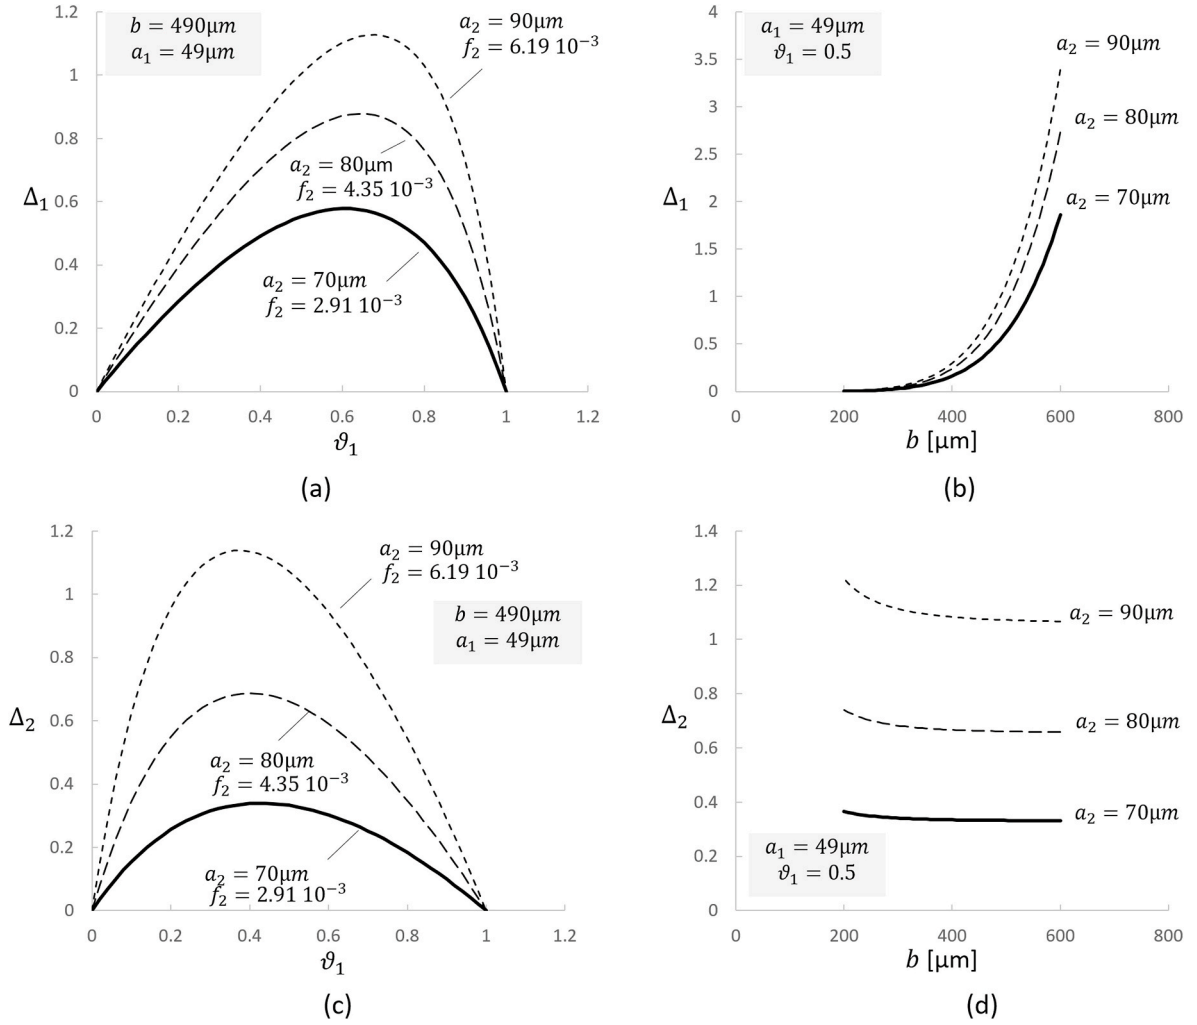 b = 490μm
a₁ = 49μm
a₂ = 90μm
f₂ = 6.19 10⁻³
a₂ = 80μm
f₂ = 4.35 10⁻³
a₂ = 70μm
f₂ = 2.91 10⁻³
Δ₁
1.2
1
0.8
0.6
0.4
0.2
0
0 0.2 0.4 0.6 0.8 1 1.2
ϑ₁
(a)
a₁ = 49μm
ϑ₁ = 0.5
a₂ = 90μm
a₂ = 80μm
a₂ = 70μm
Δ₁
4
3.5
3
2.5
2
1.5
1
0.5
0
0 200 400 600 800
b [μm]
(b)
a₂ = 90μm
f₂ = 6.19 10⁻³
b = 490μm
a₁ = 49μm
a₂ = 80μm
f₂ = 4.35 10⁻³
a₂ = 70μm
f₂ = 2.91 10⁻³
Δ₂
1.2
1
0.8
0.6
0.4
0.2
0
0 0.2 0.4 0.6 0.8 1 1.2
ϑ₁
(c)
a₂ = 90μm
a₂ = 80μm
a₂ = 70μm
a₁ = 49μm
ϑ₁ = 0.5
Δ₂
1.4
1.2
1
0.8
0.6
0.4
0.2
0
0 200 400 600 800
b [μm]
(d)